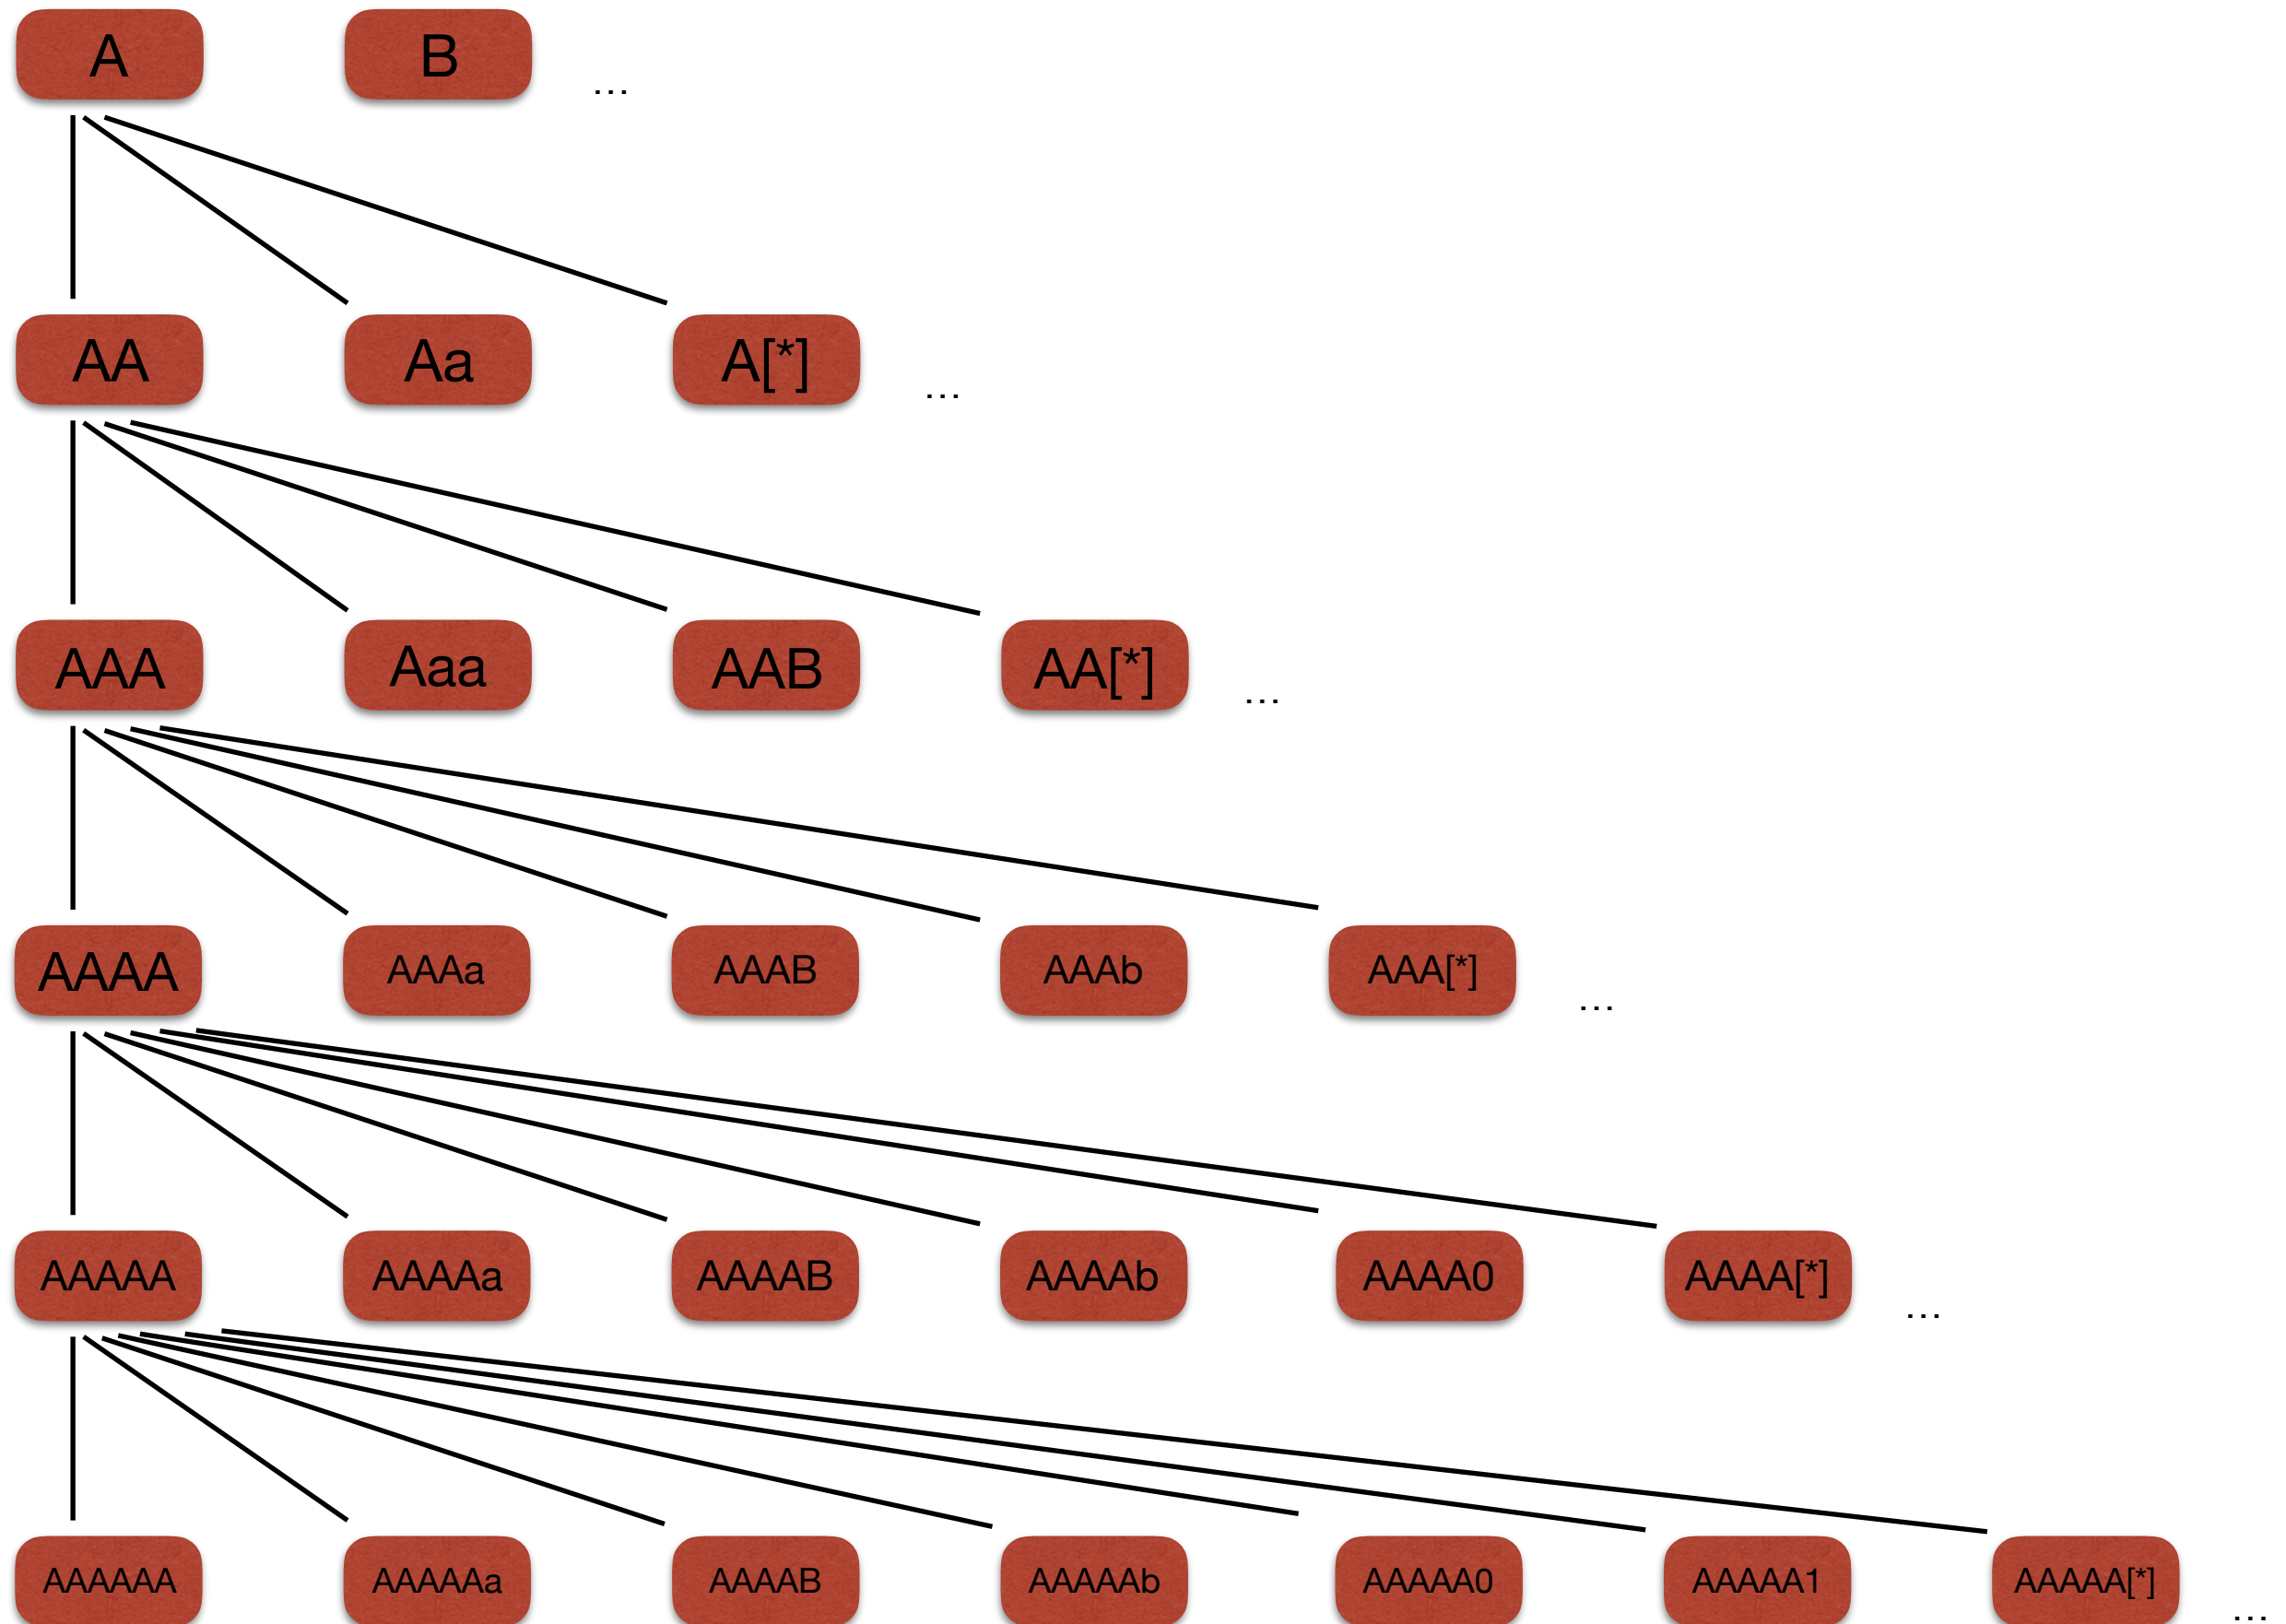 A B ...
AA Aa A[*] ...
AAA Aaa AAB AA[*] ...
AAAA AAAa AAAB AAAb AAA[*] ...
AAAAA AAAAa AAAAB AAAAb AAAA0 AAAA[*] ...
AAAAAA AAAAAa AAAAB AAAAAb AAAAA0 AAAAA1 AAAAA[*] ...